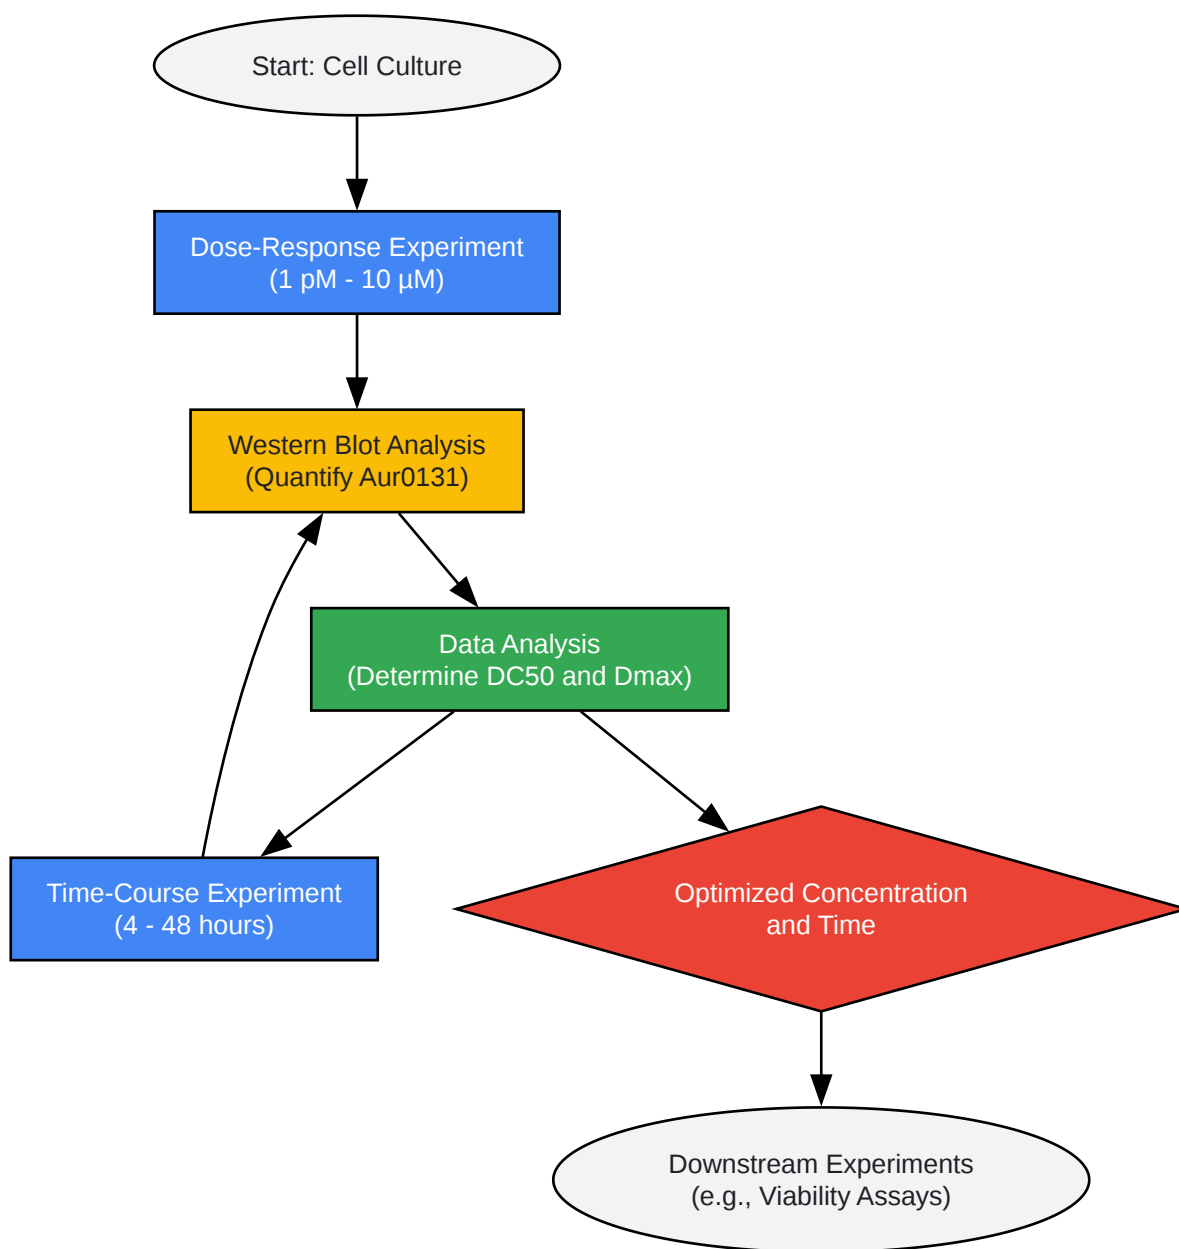 Start: Cell Culture
Dose-Response Experiment
(1 pM - 10 µM)
Western Blot Analysis
(Quantify Aur0131)
Data Analysis
(Determine DC50 and Dmax)
Time-Course Experiment
(4 - 48 hours)
Optimized Concentration
and Time
Downstream Experiments
(e.g., Viability Assays)